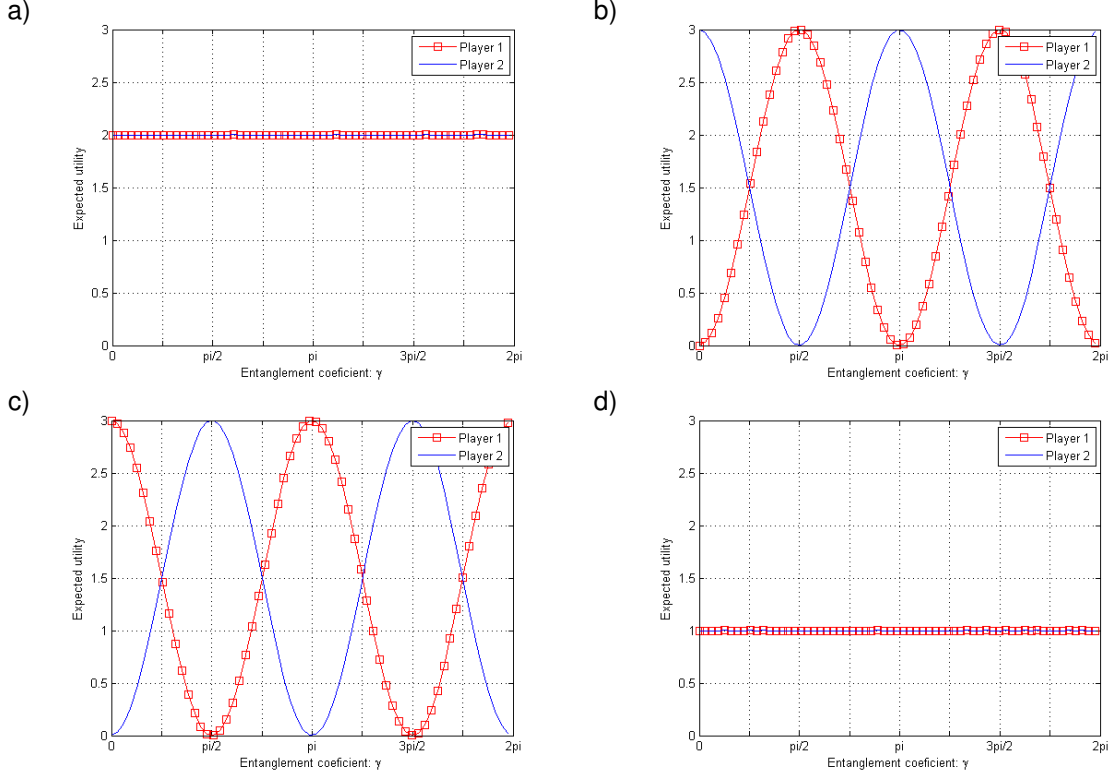 a)
3
2.5
2
1.5
1
0.5
0
Expected utility
0 pi/2 pi 3pi/2 2pi
Entanglement coeficient: γ
Player 1
Player 2
b)
3
2.5
2
1.5
1
0.5
0
Expected utility
0 pi/2 pi 3pi/2 2pi
Entanglement coeficient: γ
Player 1
Player 2
c)
3
2.5
2
1.5
1
0.5
0
Expected utility
0 pi/2 pi 3pi/2 2pi
Entanglement coeficient: γ
Player 1
Player 2
d)
3
2.5
2
1.5
1
0.5
0
Expected utility
0 pi/2 pi 3pi/2 2pi
Entanglement coeficient: γ
Player 1
Player 2